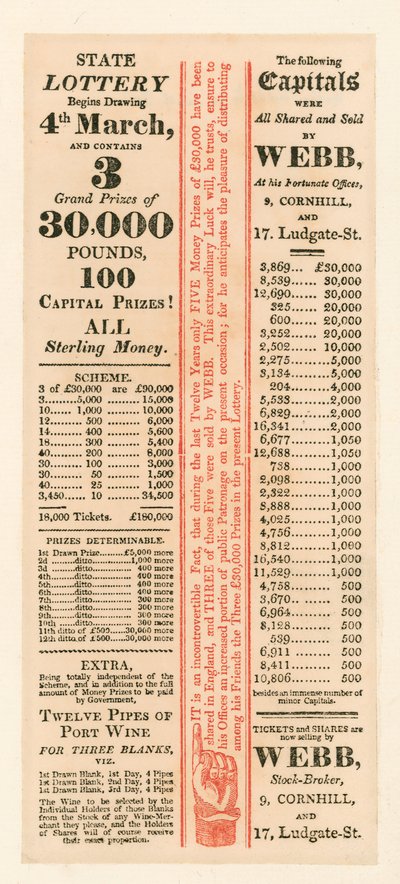 STATE
LOTTERY
Begins Drawing
4th March,
AND CONTAINS
3
Grand Prizes of
30,000
POUNDS,
100
CAPITAL PRIZES!
ALL
Sterling Money.
SCHEME.
3 of £30,000 are £90,000
3........5,000 ...... 15,000
10...... 1,000 ........10,000
12........ 500 ........ 6,000
14........ 400 ........ 5,600
18........ 300 ........ 5,400
40........ 200 ........ 8,000
30........ 100 ........ 3,000
30........ 50 ........ 1,500
40........ 25 ........ 1,000
3,450...... 10 ...... 34,500
18,000 Tickets. £180,000
PRIZES DETERMINABLE.
1st Drawn Prize........£5,000 more
2d ......ditto............1,000 more
3d ......ditto............ 400 more
4th......ditto............ 400 more
5th......ditto............ 400 more
6th......ditto............ 400 more
7th......ditto............ 300 more
8th......ditto............ 300 more
9th......ditto............ 300 more
10th ....ditto............ 300 more
11th ditto of £500....30,000 more
12th ditto of £500....30,000 more
EXTRA,
Being totally independent of the
Scheme, and in addition to the full
amount of Money Prizes to be paid
by Government,
TWELVE PIPES OF
PORT WINE
FOR THREE BLANKS,
VIZ.
1st Drawn Blank, 1st Day, 4 Pipes
1st Drawn Blank, 2nd Day, 4 Pipes
1st Drawn Blank, 3rd Day, 4 Pipes
The Wine to be selected by the
Individual Holders of those Blanks
from the Stock of any Wine-Mer-
chant they please, and the Holders
of Shares will of course receive
their exact proportion.
IT is an incontrovertible Fact, that during the last Twelve Years only FIVE Money Prizes of £30,000 have been
shared in England, and THREE of those Five were sold by WEBB. This extraordinary Luck will, he trusts, ensure to
his Offices an increased portion of public Patronage on the present occasion; for he anticipates the pleasure of distributing
among his Friends the Three £30,000 Prizes in the present Lottery.
The following
Capitals
WERE
All Shared and Sold
BY
WEBB,
At his Fortunate Offices,
9, CORNHILL,
AND
17. Ludgate-St.
3,869.... £30,000
8,539...... 30,000
12,690...... 30,000
325...... 20,000
600...... 20,000
3,252...... 20,000
2,502...... 10,000
2,275........5,000
3,134........5,000
204........4,000
5,533........2,000
6,829........2,000
16,341........2,000
6,677........1,050
12,688........1,050
738........1,000
2,098........1,000
2,322........1,000
8,888........1,000
4,025........1,000
4,756........1,000
8,812........1,000
16,540........1,000
11,529........1,000
4,758........ 500
3,670........ 500
6,964........ 500
8,128........ 500
539........ 500
6,911 ...... 500
8,411........ 500
10,806........ 500
besides an immense number of
minor Capitals.
TICKETS and SHARES are
now selling by
WEBB,
Stock-Broker,
9, CORNHILL,
AND
17, Ludgate-St.